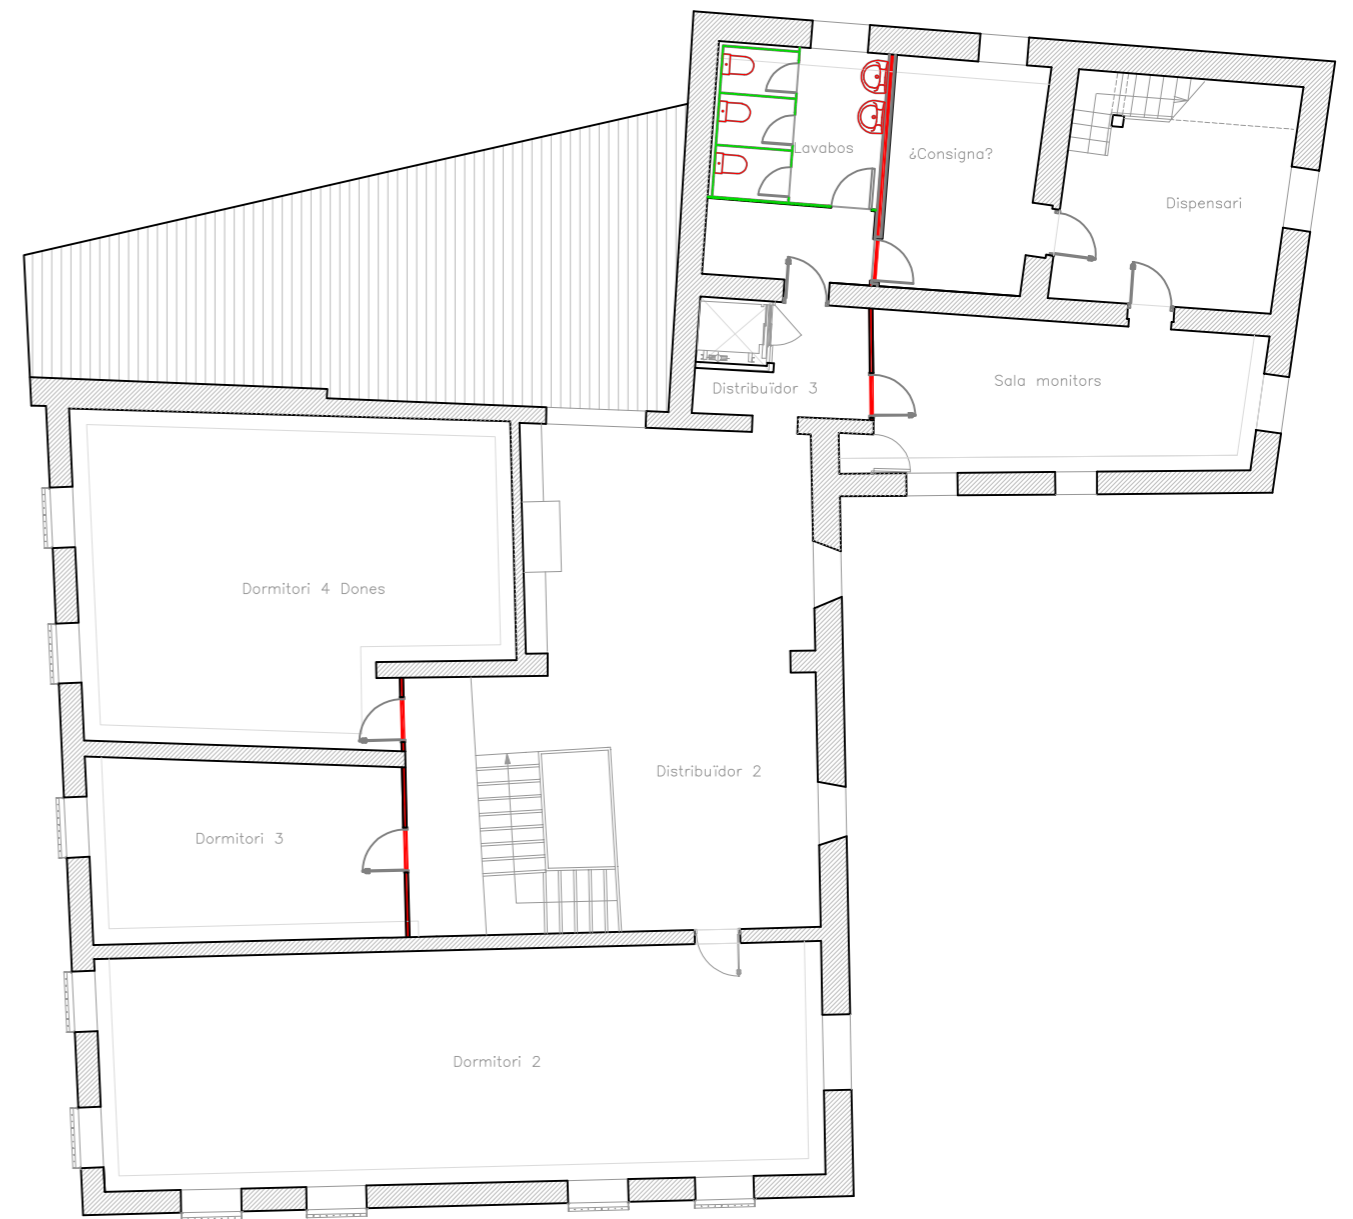 Lavabos
¿Consigna?
Dispensari
Distribuïdor 3
Sala monitors
Dormitori 4 Dones
Distribuïdor 2
Dormitori 3
Dormitori 2